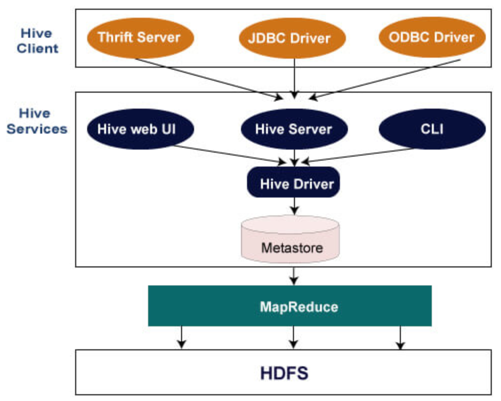 Hive
Client
Thrift Server
JDBC Driver
ODBC Driver
Hive
Services
Hive web UI
Hive Server
CLI
Hive Driver
Metastore
MapReduce
HDFS